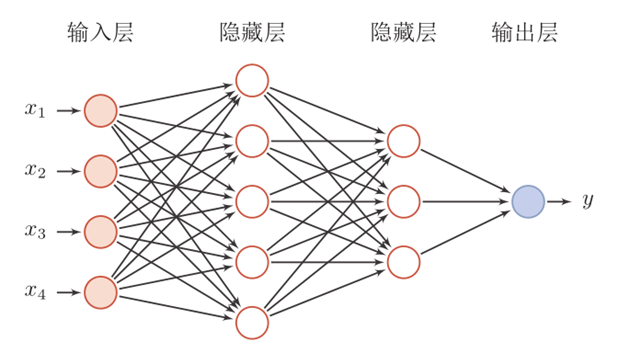 输入层 隐藏层 隐藏层 输出层
x₁
x₂
x₃
y
x₄